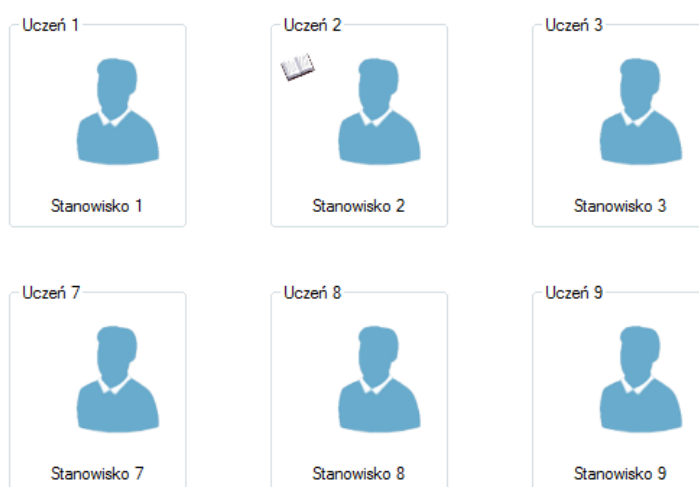 Uczeń 1
Uczeń 2
Uczeń 3
Stanowisko 1
Stanowisko 2
Stanowisko 3
Uczeń 7
Uczeń 8
Uczeń 9
Stanowisko 7
Stanowisko 8
Stanowisko 9